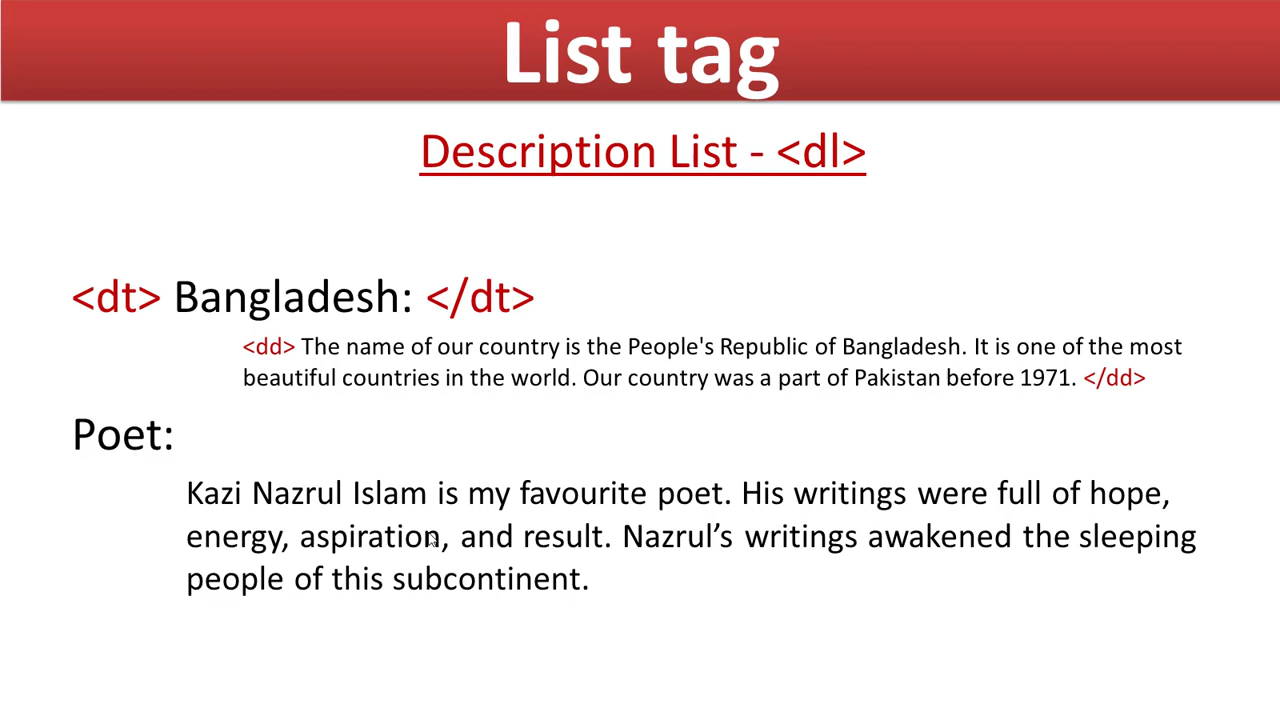 List tag
Description List - <dl>
<dt> Bangladesh: </dt>
<dd> The name of our country is the People's Republic of Bangladesh. It is one of the most
beautiful countries in the world. Our country was a part of Pakistan before 1971. </dd>
Poet:
Kazi Nazrul Islam is my favourite poet. His writings were full of hope,
energy, aspiration, and result. Nazrul’s writings awakened the sleeping
people of this subcontinent.